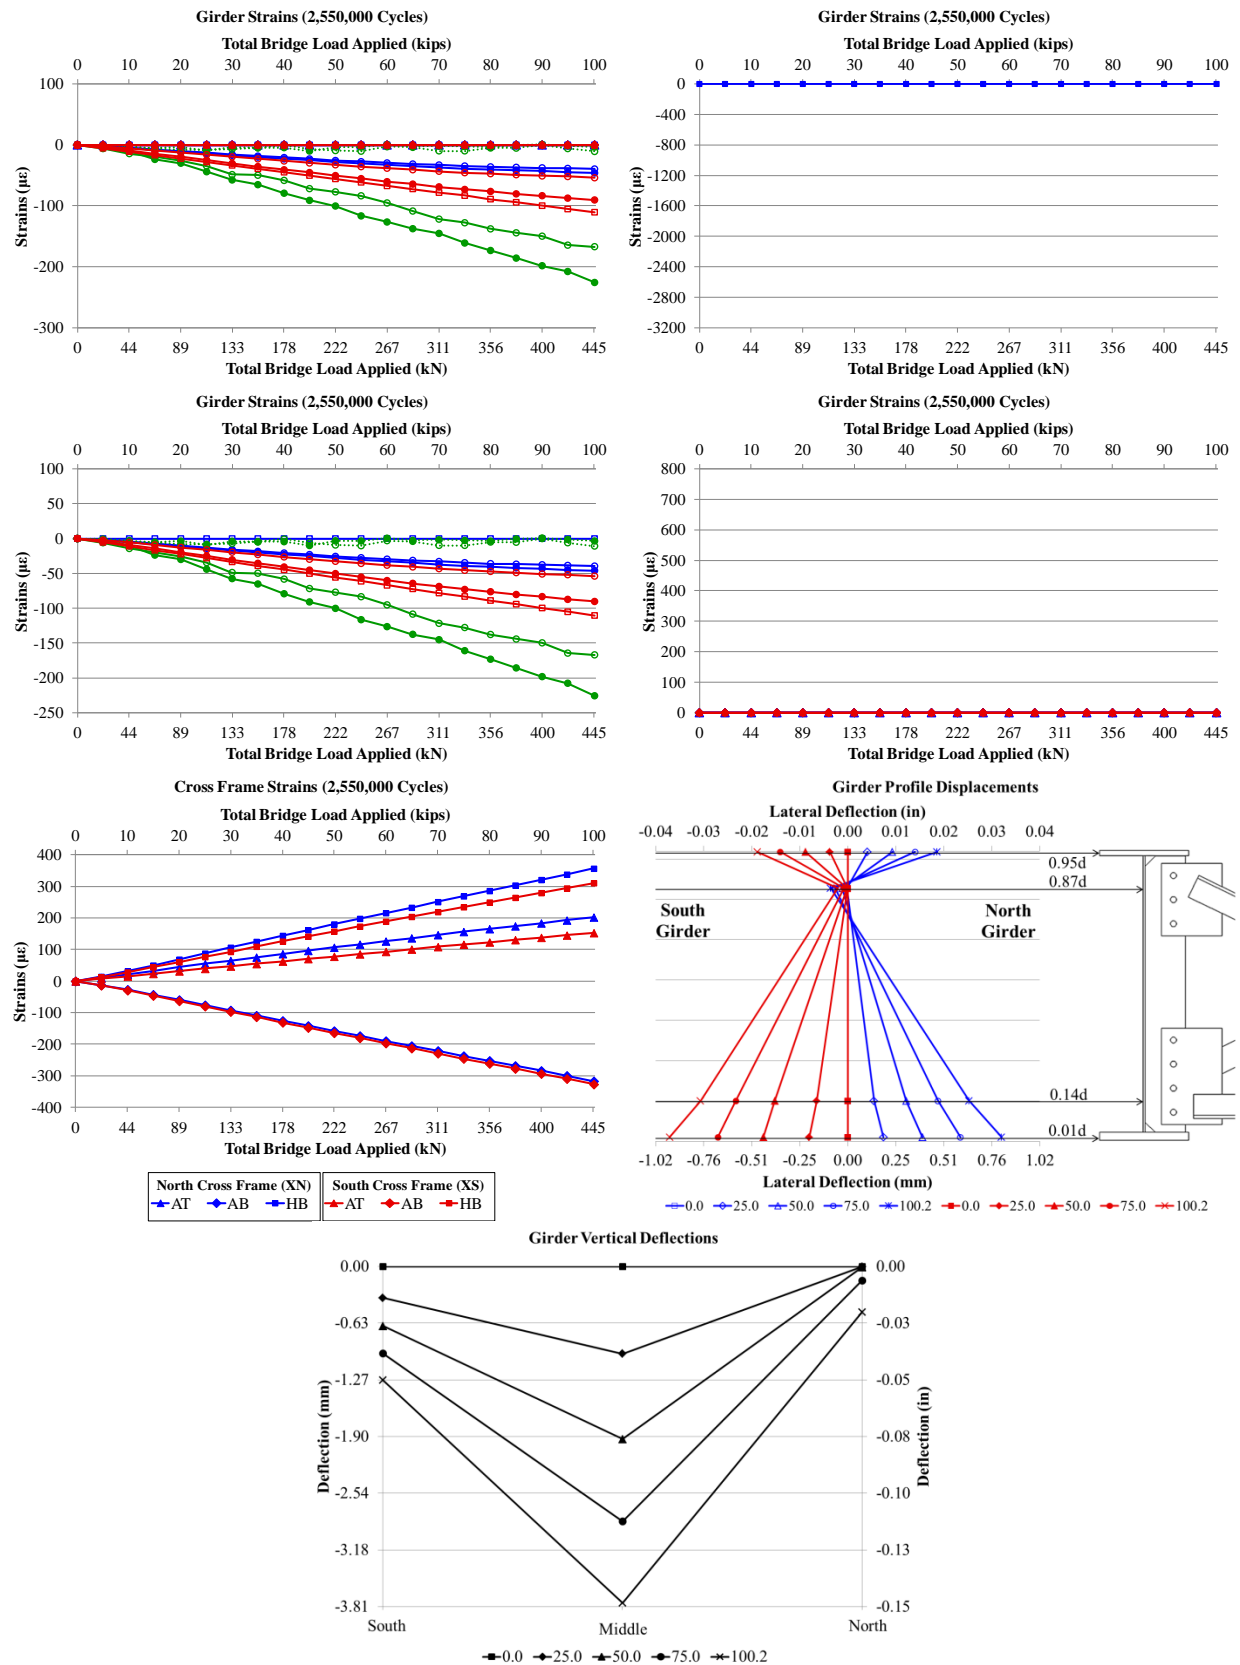 Girder Strains (2,550,000 Cycles)
Total Bridge Load Applied (kips)
0 10 20 30 40 50 60 70 80 90 100
100
0
-100
-200
-300
Strains (με)
0 44 89 133 178 222 267 311 356 400 445
Total Bridge Load Applied (kN)
Girder Strains (2,550,000 Cycles)
Total Bridge Load Applied (kips)
0 10 20 30 40 50 60 70 80 90 100
0
-400
-800
-1200
-1600
-2000
-2400
-2800
-3200
Strains (με)
0 44 89 133 178 222 267 311 356 400 445
Total Bridge Load Applied (kN)
Girder Strains (2,550,000 Cycles)
Total Bridge Load Applied (kips)
0 10 20 30 40 50 60 70 80 90 100
100
50
0
-50
-100
-150
-200
-250
Strains (με)
0 44 89 133 178 222 267 311 356 400 445
Total Bridge Load Applied (kN)
Girder Strains (2,550,000 Cycles)
Total Bridge Load Applied (kips)
0 10 20 30 40 50 60 70 80 90 100
800
700
600
500
400
300
200
100
0
Strains (με)
0 44 89 133 178 222 267 311 356 400 445
Total Bridge Load Applied (kN)
Cross Frame Strains (2,550,000 Cycles)
Total Bridge Load Applied (kips)
0 10 20 30 40 50 60 70 80 90 100
400
300
200
100
0
-100
-200
-300
-400
Strains (με)
0 44 89 133 178 222 267 311 356 400 445
Total Bridge Load Applied (kN)
North Cross Frame (XN) South Cross Frame (XS)
AT AB HB AT AB HB
Girder Profile Displacements
Lateral Deflection (in)
-0.04 -0.03 -0.02 -0.01 0.00 0.01 0.02 0.03 0.04
0.95d
0.87d
South North
Girder Girder
0.14d
0.01d
-1.02 -0.76 -0.51 -0.25 0.00 0.25 0.51 0.76 1.02
Lateral Deflection (mm)
0.0 25.0 50.0 75.0 100.2 0.0 25.0 50.0 75.0 100.2
Girder Vertical Deflections
0.00 0.00
-0.63 -0.03
-1.27 -0.05
-1.90 -0.08
-2.54 -0.10
-3.18 -0.13
-3.81 -0.15
Deflection (mm)
Deflection (in)
South Middle North
0.0 25.0 50.0 75.0 100.2